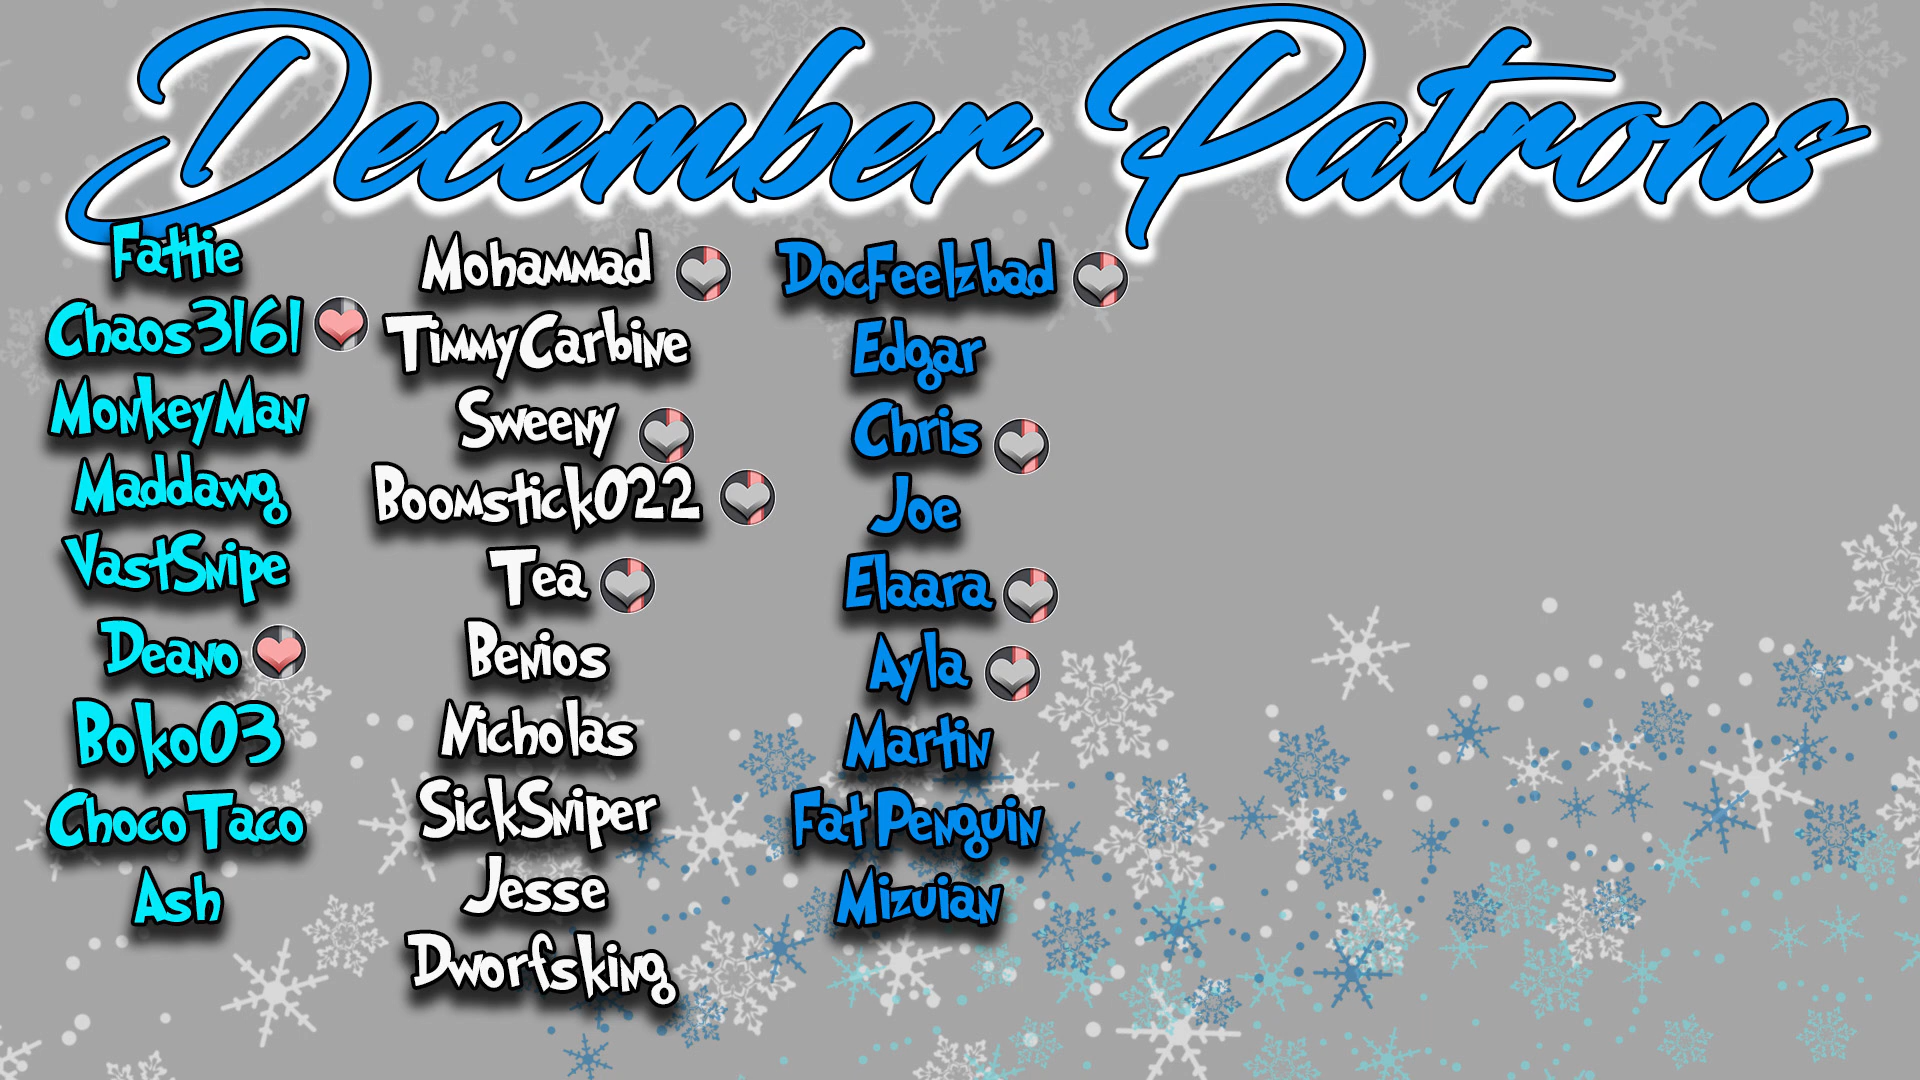 December Patrons
Fattie
Chaos3161
MonkeyMan
Maddawg
VastSnipe
Deano
Boko03
ChocoTaco
Ash
Mohammad
TimmyCarbine
Sweeny
Boomstick022
Tea
Benios
Nicholas
SickSniper
Jesse
Dworfsking
DocFeelzbad
Edgar
Chris
Joe
Elaara
Ayla
Martin
Fat Penguin
Mizuian